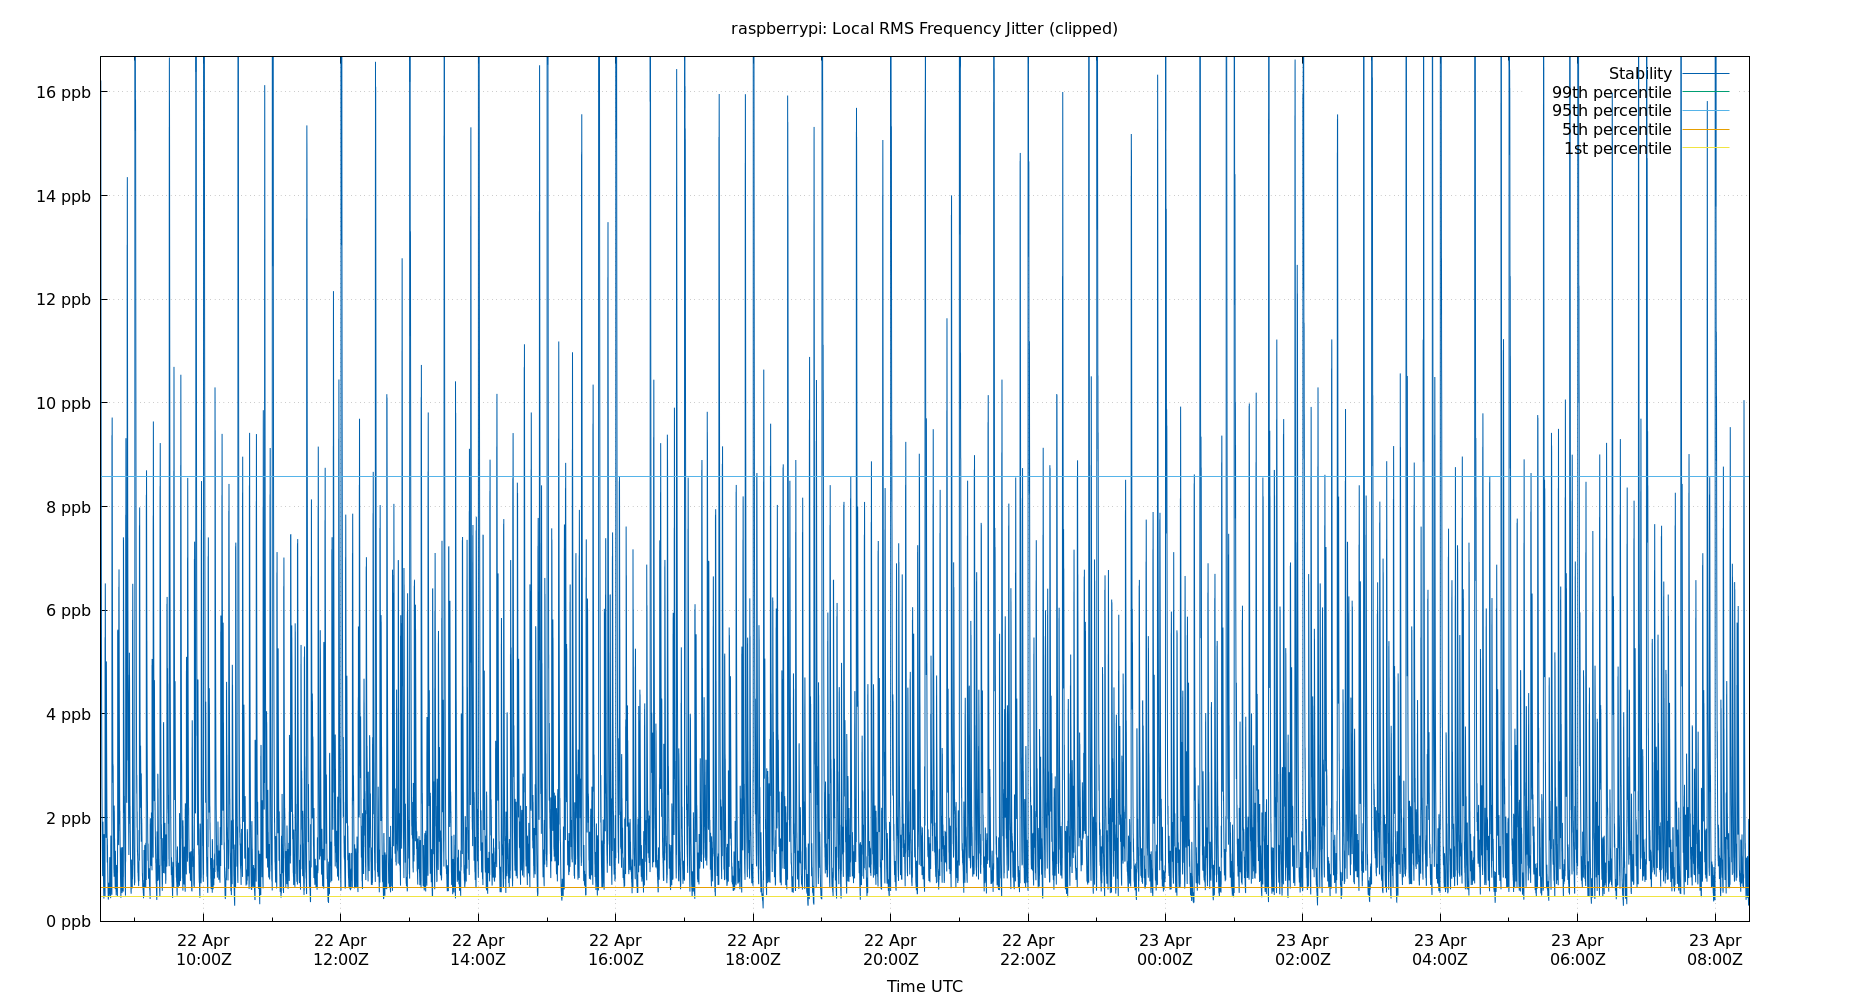 raspberrypi: Local RMS Frequency Jitter (clipped)
Stability
99th percentile
95th percentile
5th percentile
1st percentile
16 ppb
14 ppb
12 ppb
10 ppb
8 ppb
6 ppb
4 ppb
2 ppb
0 ppb
22 Apr 22 Apr 22 Apr 22 Apr 22 Apr 22 Apr 22 Apr 23 Apr 23 Apr 23 Apr 23 Apr 23 Apr
10:00Z 12:00Z 14:00Z 16:00Z 18:00Z 20:00Z 22:00Z 00:00Z 02:00Z 04:00Z 06:00Z 08:00Z
Time UTC